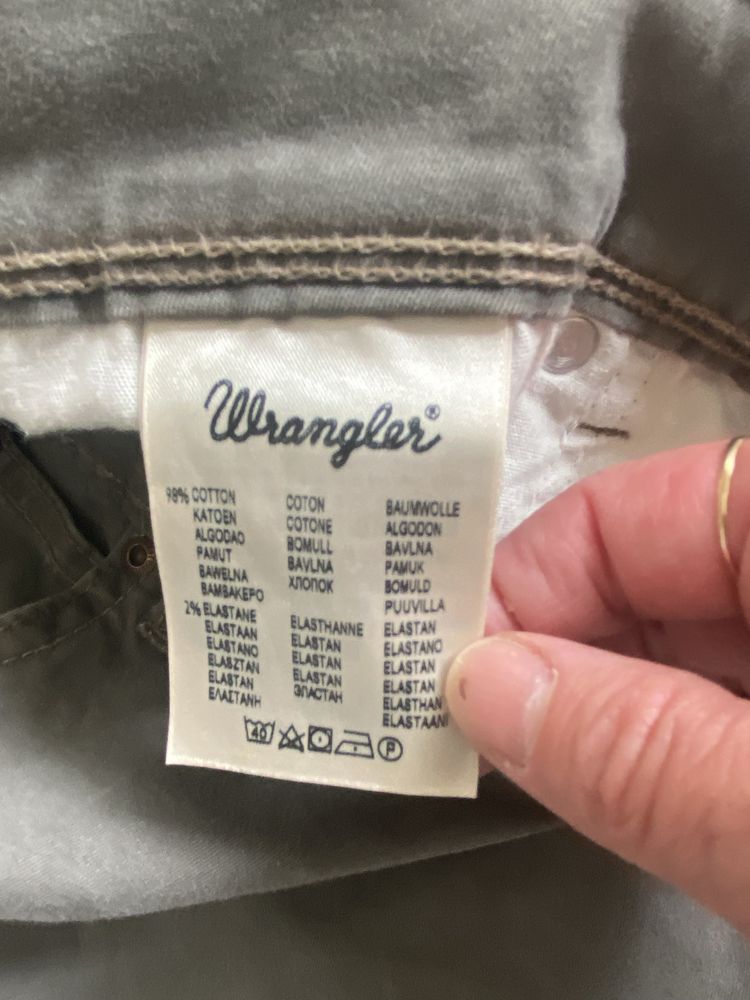 Wrangler®
98% COTTON COTON BAUMWOLLE
KATOEN COTONE ALGODON
ALGODAO BOMULL BAVLNA
PAMUT BAVLNA PAMUK
BAWELNA ХЛОПОК BOMULD
BAMBAKEPO PUUVILLA
2% ELASTANE ELASTHANNE ELASTAN
ELASTAAN ELASTAN ELASTANO
ELASTANO ELASTAN ELASTAN
ELASZTAN ELASTAN ELASTAN
ELASTAN ЭЛАСТАН ELASTHAN
ΕΛΑΣΤΑΝΗ ELASTAANI
40 P